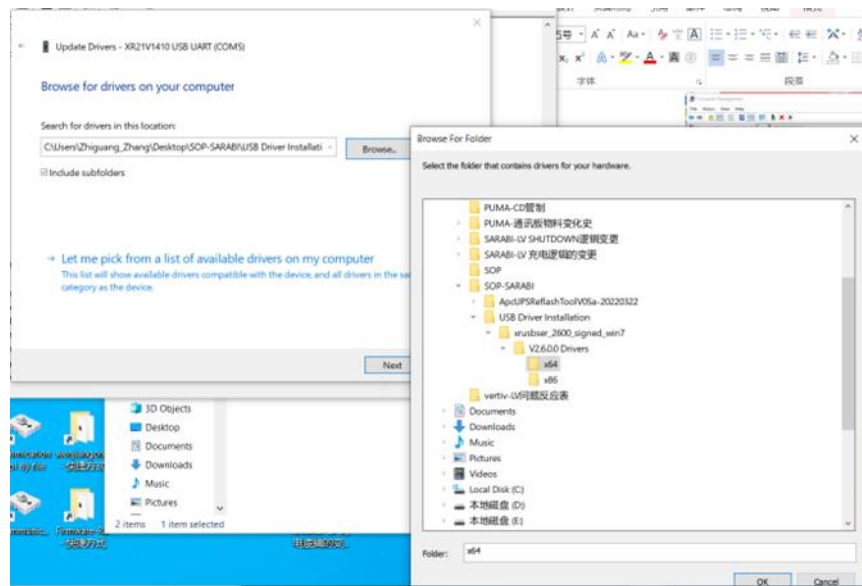 Update Drivers - XR21V1410 USB UART (COM5)
Browse for drivers on your computer
Search for drivers in this location:
C:\Users\Zhiguang_Zhang\Desktop\SOP-SARABI\USB Driver Installati
Browse...
Include subfolders
Let me pick from a list of available drivers on my computer
This list will show available drivers compatible with the device, and all drivers in the sa
category as the device.
Next
字体
段落
Browse For Folder
Select the folder that contains drivers for your hardware.
PUMA-CD管制
PUMA-通讯版物料变化史
SARABI-LV SHUTDOWN逻辑变更
SARABI-LV 充电逻辑的变更
SOP
SOP-SARABI
ApcUPSReflashToolV05a-20220322
USB Driver Installation
xrusbser_2600_signed_win7
V2.6.0.0 Drivers
x64
x86
vertiv-LV问题反应表
Documents
Downloads
Music
Pictures
Videos
Local Disk (C:)
本地磁盘 (D:)
本地磁盘 (E:)
Folder:
x64
OK
Cancel
3D Objects
Desktop
Documents
Downloads
Music
Pictures
2 items
1 item selected